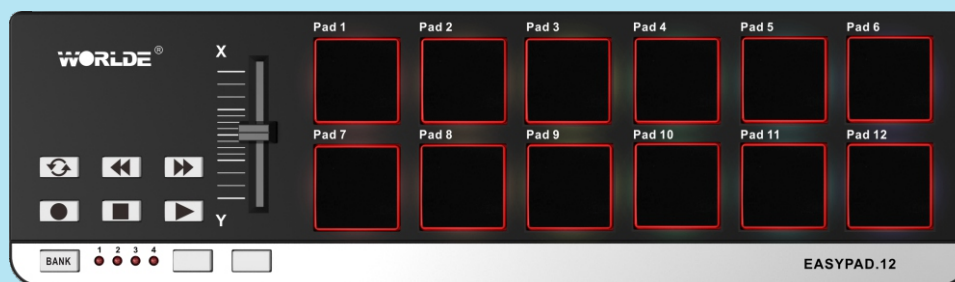 WORLDE®
X
Y
Pad 1 Pad 2 Pad 3 Pad 4 Pad 5 Pad 6
Pad 7 Pad 8 Pad 9 Pad 10 Pad 11 Pad 12
BANK 1 2 3 4
EASYPAD.12